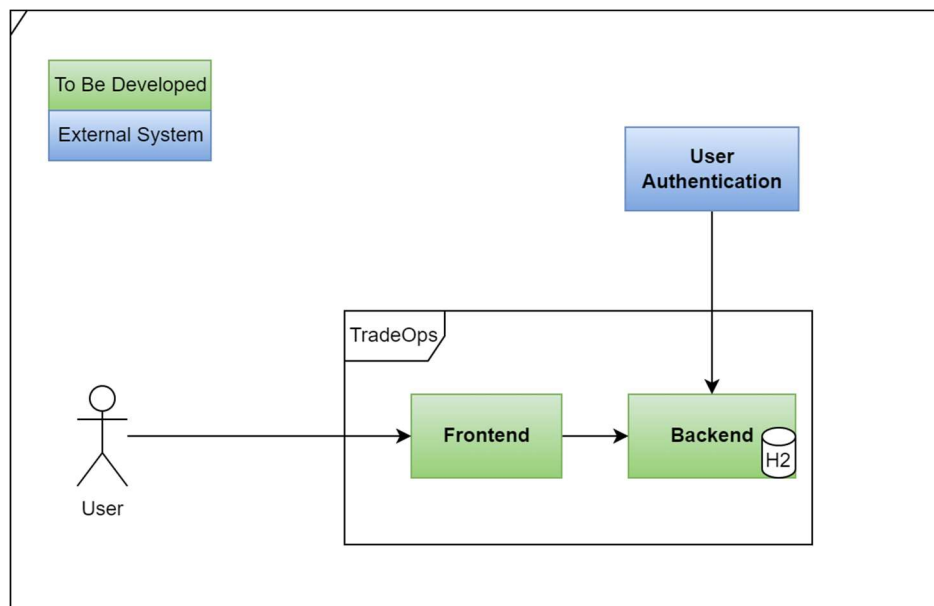 To Be Developed
External System
User
Authentication
TradeOps
Frontend
Backend
H2
User